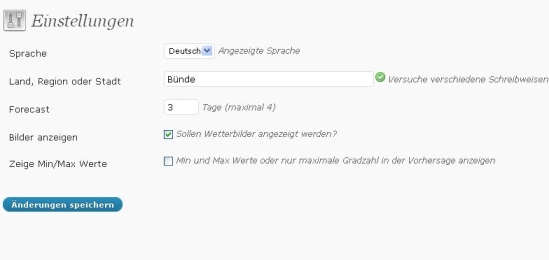 Einstellungen
Sprache Deutsch Angezeigte Sprache
Land, Region oder Stadt Bünde Versuche verschiedene Schreibweisen
Forecast 3 Tage (maximal 4)
Bilder anzeigen Sollen Wetterbilder angezeigt werden?
Zeige Min/Max Werte Min und Max Werte oder nur maximale Gradzahl in der Vorhersage anzeigen
Änderungen speichern